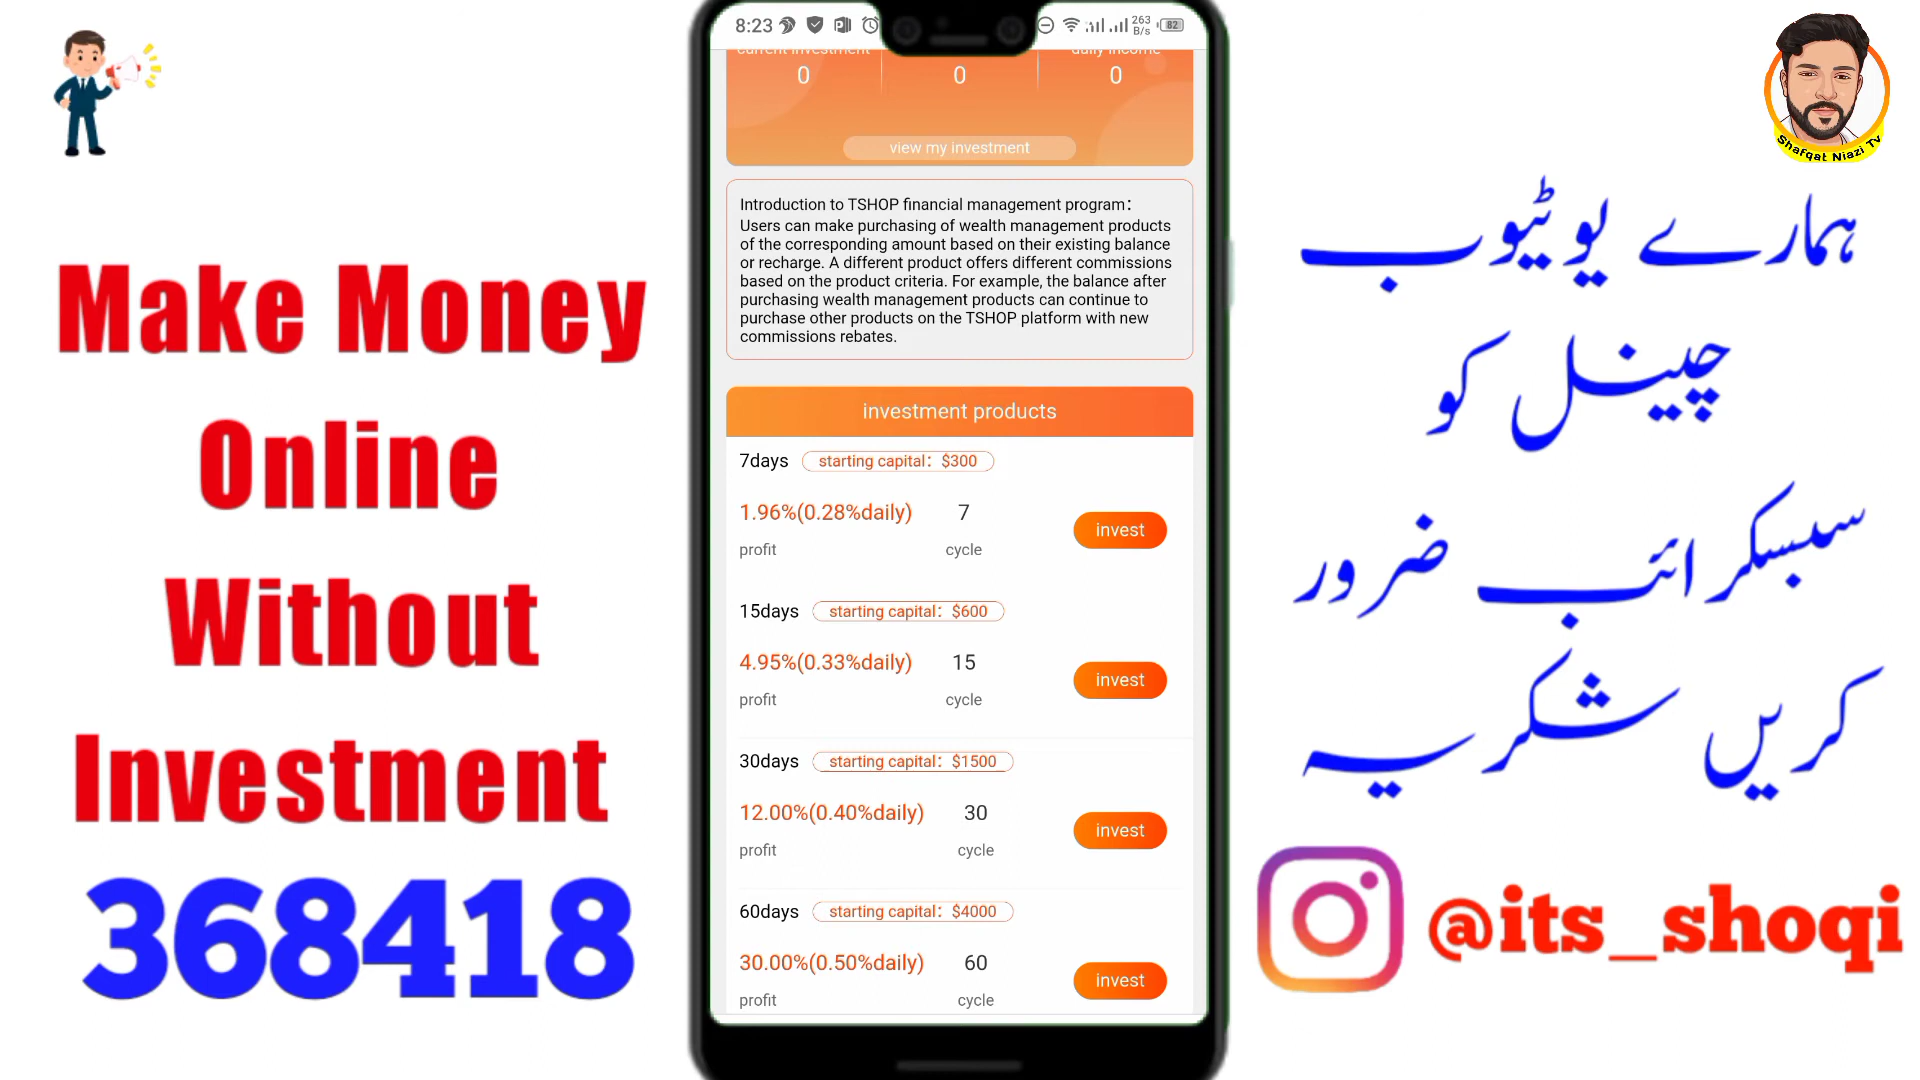 8:23
263
B/s
82
current investment
daily income
0
0
0
view my investment
Introduction to TSHOP financial management program：
Users can make purchasing of wealth management products
of the corresponding amount based on their existing balance
or recharge. A different product offers different commissions
based on the product criteria. For example, the balance after
purchasing wealth management products can continue to
purchase other products on the TSHOP platform with new
commissions rebates.
investment products
7days starting capital：$300
1.96%(0.28%daily) 7
invest
profit cycle
15days starting capital：$600
4.95%(0.33%daily) 15
invest
profit cycle
30days starting capital：$1500
12.00%(0.40%daily) 30
invest
profit cycle
60days starting capital：$4000
30.00%(0.50%daily) 60
invest
profit cycle
Make Money
Online
Without
Investment
368418
Shafqat Niazi Tv
ہمارے یوٹیوب
چینل کو
سبسکرائب ضرور
کریں شکریہ
@its_shoqi